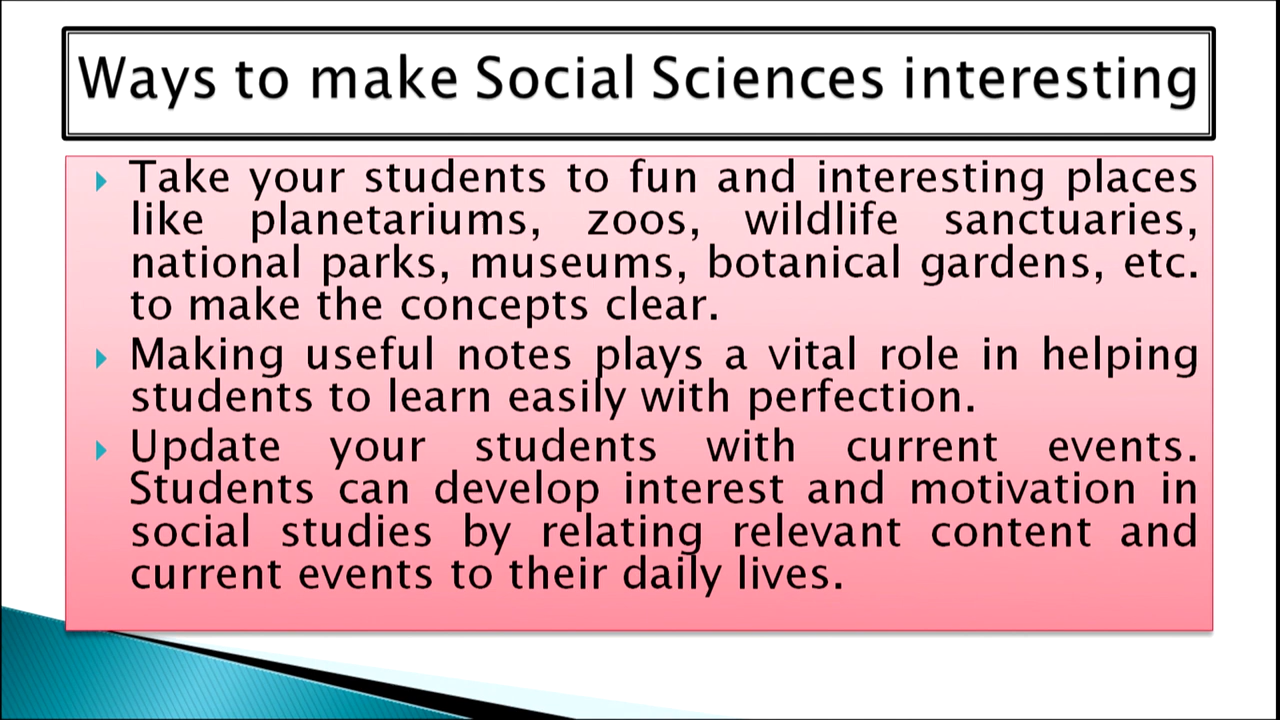 Ways to make Social Sciences interesting
Take your students to fun and interesting places
like planetariums, zoos, wildlife sanctuaries,
national parks, museums, botanical gardens, etc.
to make the concepts clear.
Making useful notes plays a vital role in helping
students to learn easily with perfection.
Update your students with current events.
Students can develop interest and motivation in
social studies by relating relevant content and
current events to their daily lives.